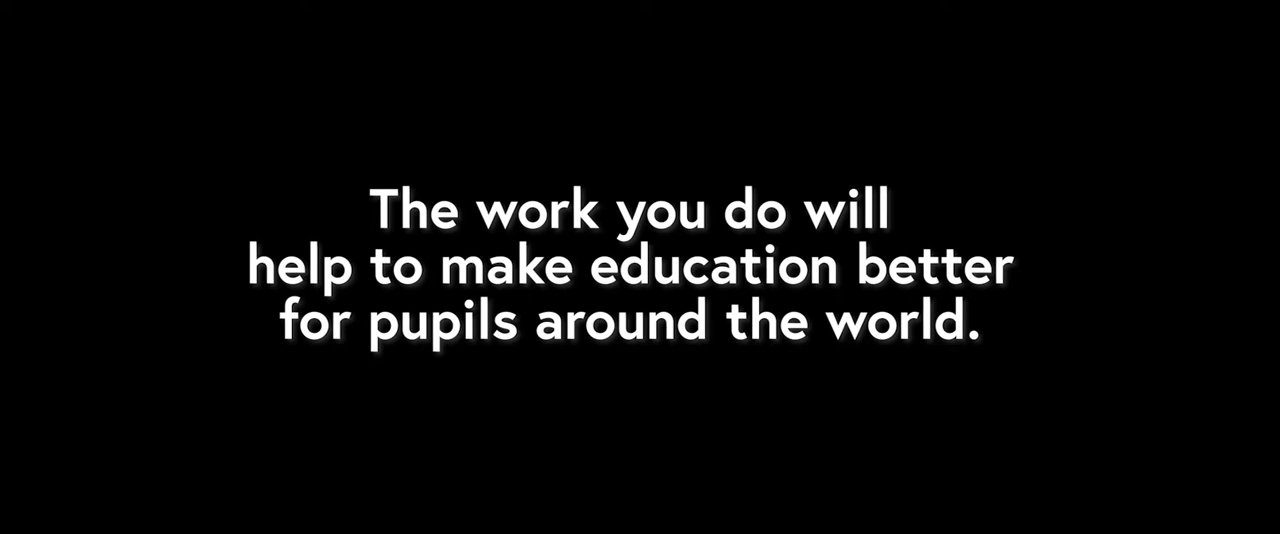 The work you do will
help to make education better
for pupils around the world.